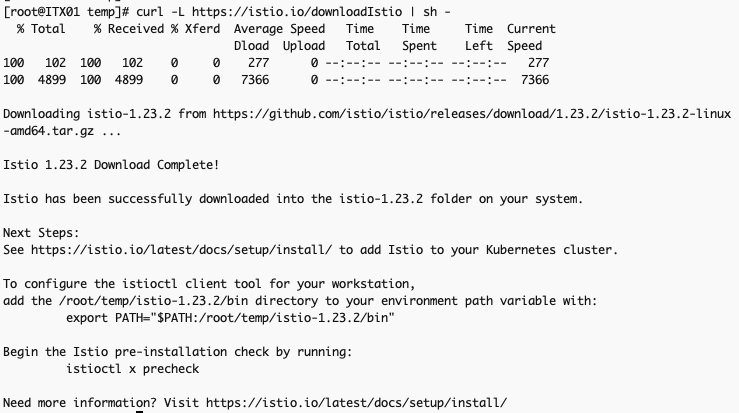 [root@ITX01 temp]# curl -L https://istio.io/downloadIstio | sh -
  % Total    % Received % Xferd  Average Speed   Time    Time     Time  Current
                                 Dload  Upload   Total   Spent    Left  Speed
100   102  100   102    0     0    277      0 --:--:-- --:--:-- --:--:--   277
100  4899  100  4899    0     0   7366      0 --:--:-- --:--:-- --:--:--  7366

Downloading istio-1.23.2 from https://github.com/istio/istio/releases/download/1.23.2/istio-1.23.2-linux
-amd64.tar.gz ...

Istio 1.23.2 Download Complete!

Istio has been successfully downloaded into the istio-1.23.2 folder on your system.

Next Steps:
See https://istio.io/latest/docs/setup/install/ to add Istio to your Kubernetes cluster.

To configure the istioctl client tool for your workstation,
add the /root/temp/istio-1.23.2/bin directory to your environment path variable with:
         export PATH="$PATH:/root/temp/istio-1.23.2/bin"

Begin the Istio pre-installation check by running:
         istioctl x precheck

Need more information? Visit https://istio.io/latest/docs/setup/install/